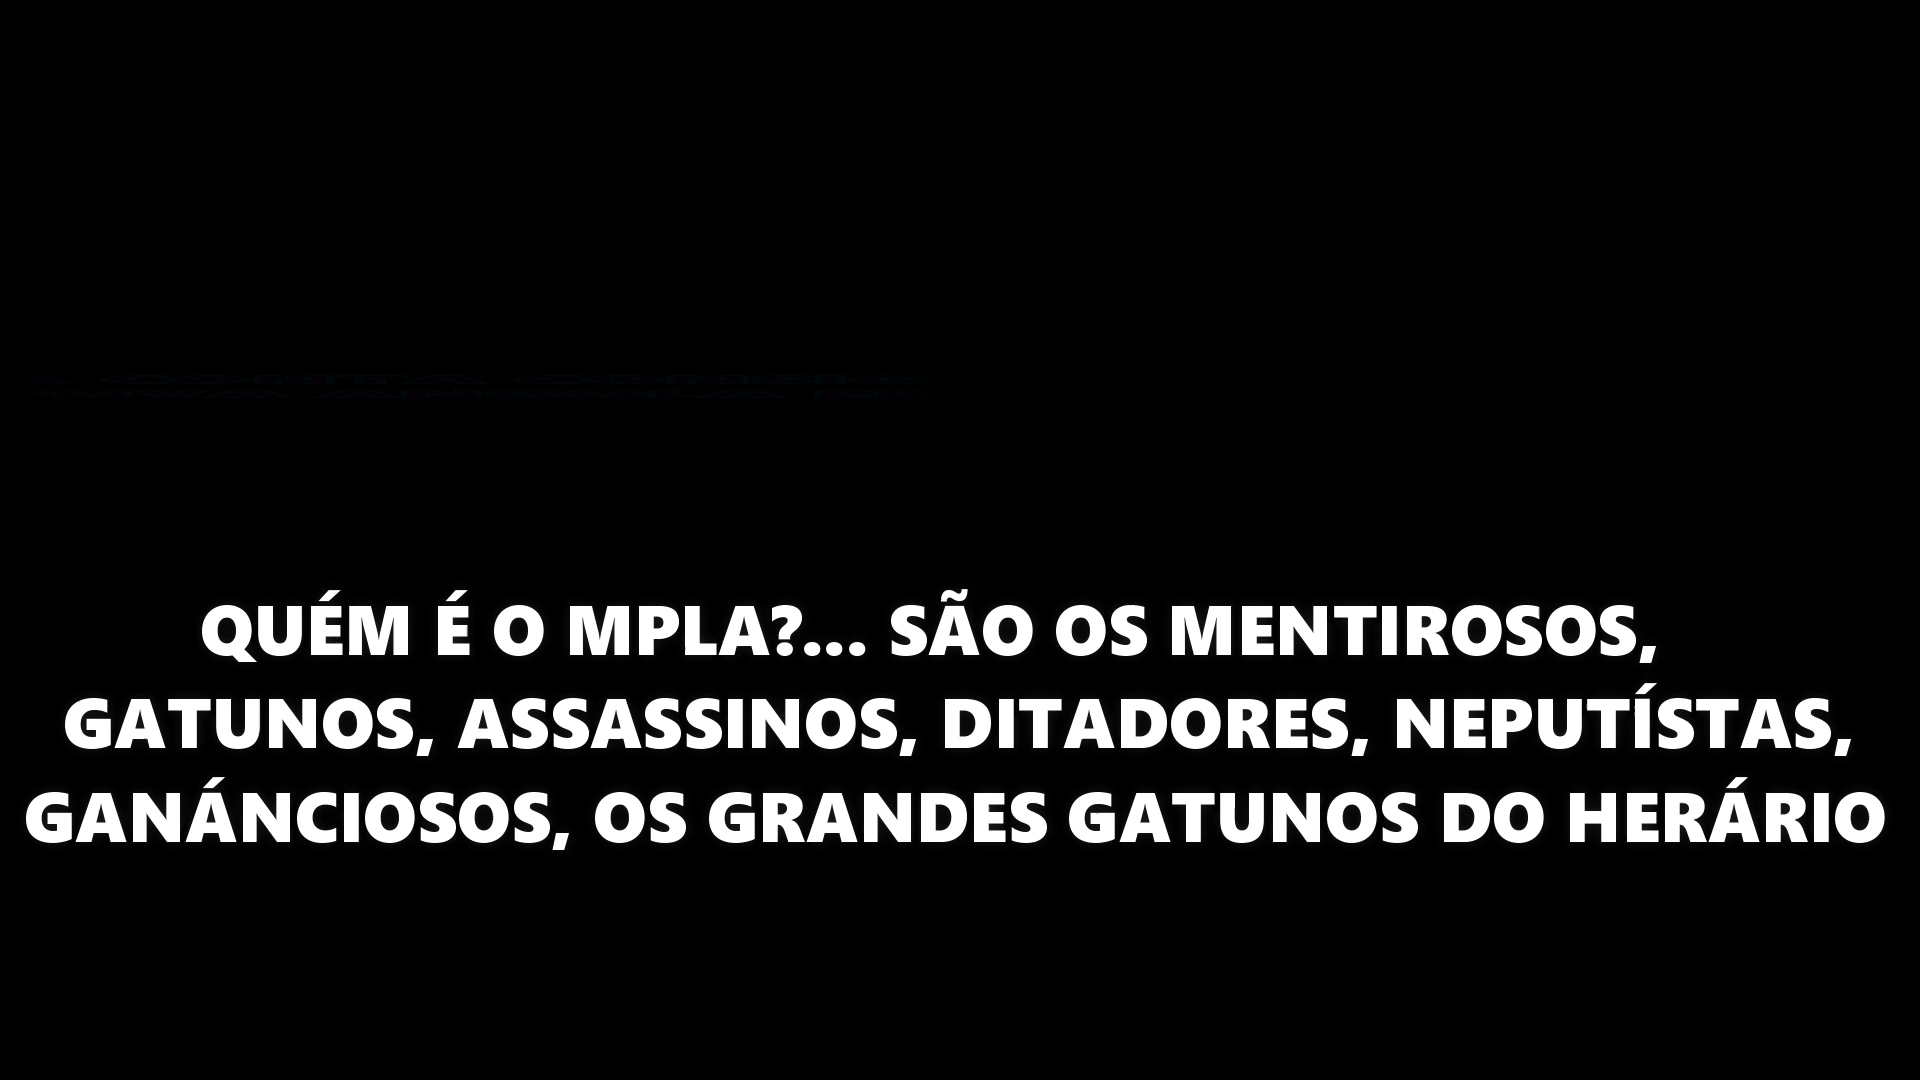 QUÉM É O MPLA?... SÃO OS MENTIROSOS,
GATUNOS, ASSASSINOS, DITADORES, NEPUTÍSTAS,
GANÁNCIOSOS, OS GRANDES GATUNOS DO HERÁRIO